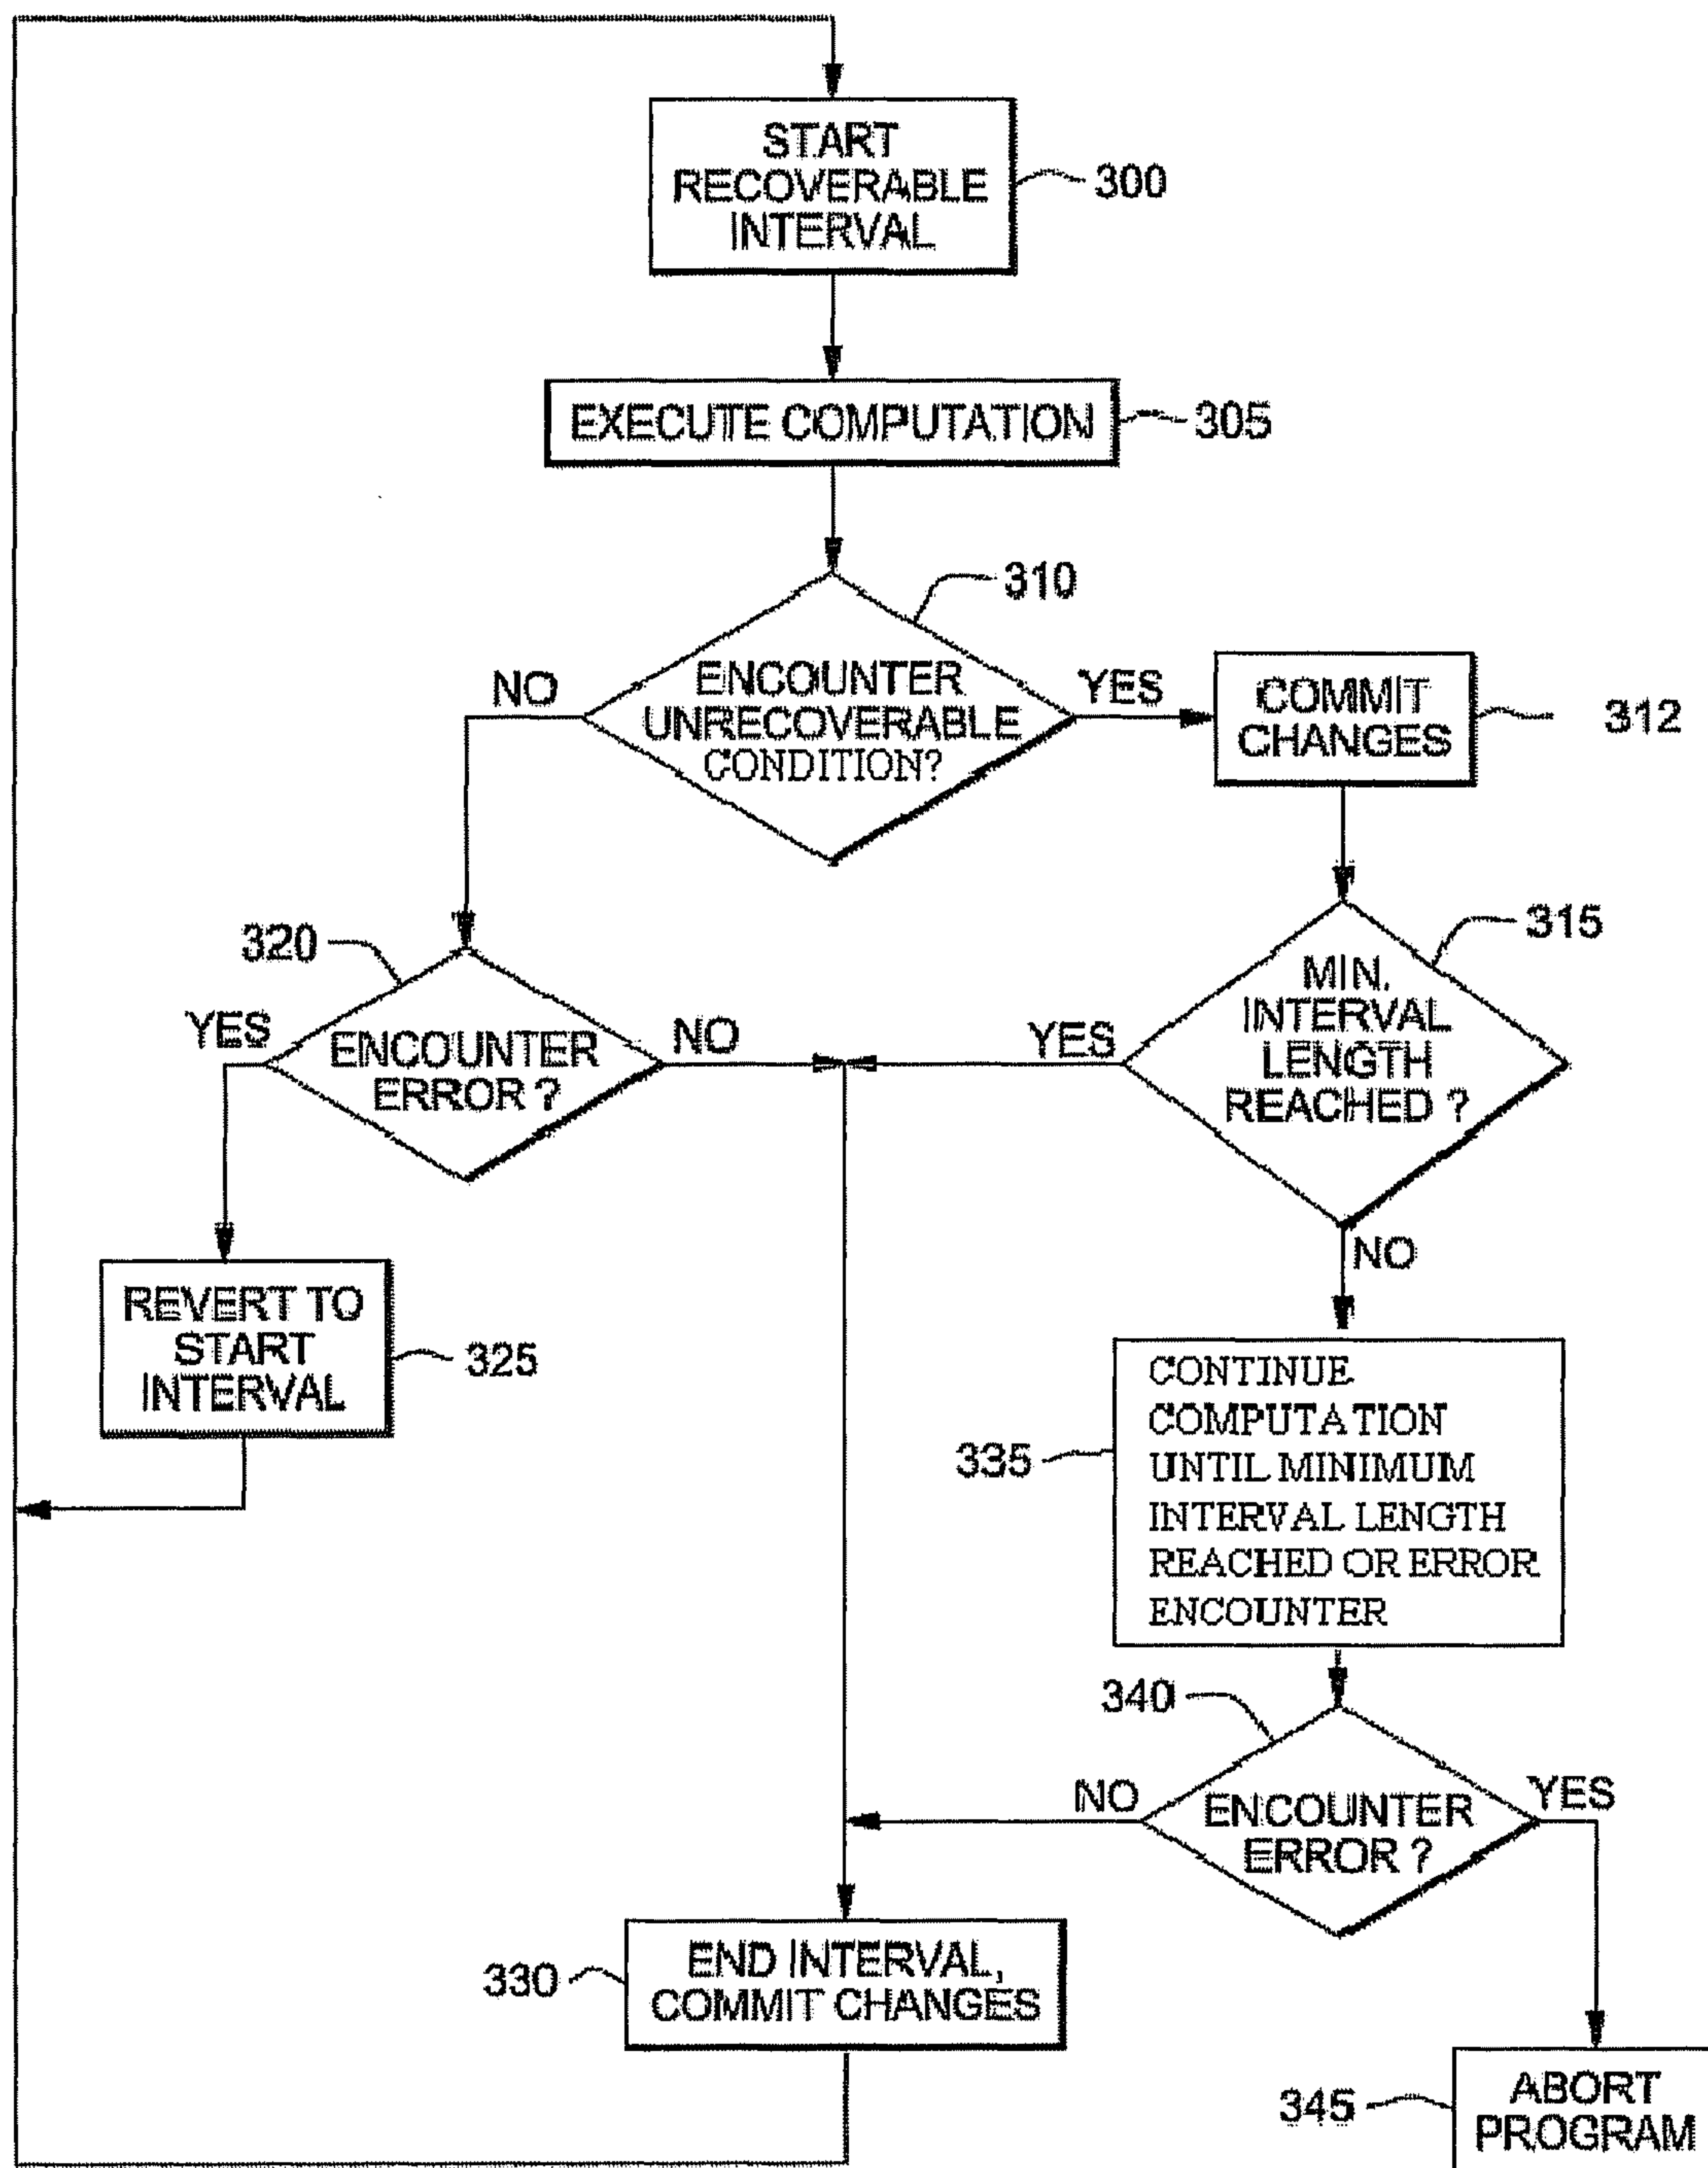 START
RECOVERABLE
INTERVAL
300
EXECUTE COMPUTATION
305
310
ENCOUNTER
UNRECOVERABLE
CONDITION?
NO
YES
COMMIT
CHANGES
312
315
MIN.
INTERVAL
LENGTH
REACHED ?
YES
NO
320
ENCOUNTER
ERROR ?
YES
NO
REVERT TO
START
INTERVAL
325
335
CONTINUE
COMPUTATION
UNTIL MINIMUM
INTERVAL LENGTH
REACHED OR ERROR
ENCOUNTER
340
ENCOUNTER
ERROR ?
NO
YES
330
END INTERVAL,
COMMIT CHANGES
345
ABORT
PROGRAM